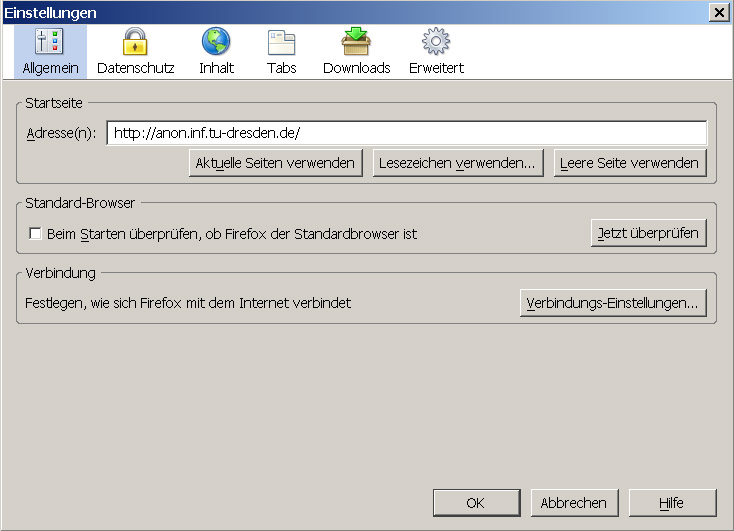 Einstellungen
Allgemein Datenschutz Inhalt Tabs Downloads Erweitert
Startseite
Adresse(n): http://anon.inf.tu-dresden.de/
Aktuelle Seiten verwenden Lesezeichen verwenden... Leere Seite verwenden
Standard-Browser
Beim Starten überprüfen, ob Firefox der Standardbrowser ist Jetzt überprüfen
Verbindung
Festlegen, wie sich Firefox mit dem Internet verbindet Verbindungs-Einstellungen...
OK Abbrechen Hilfe